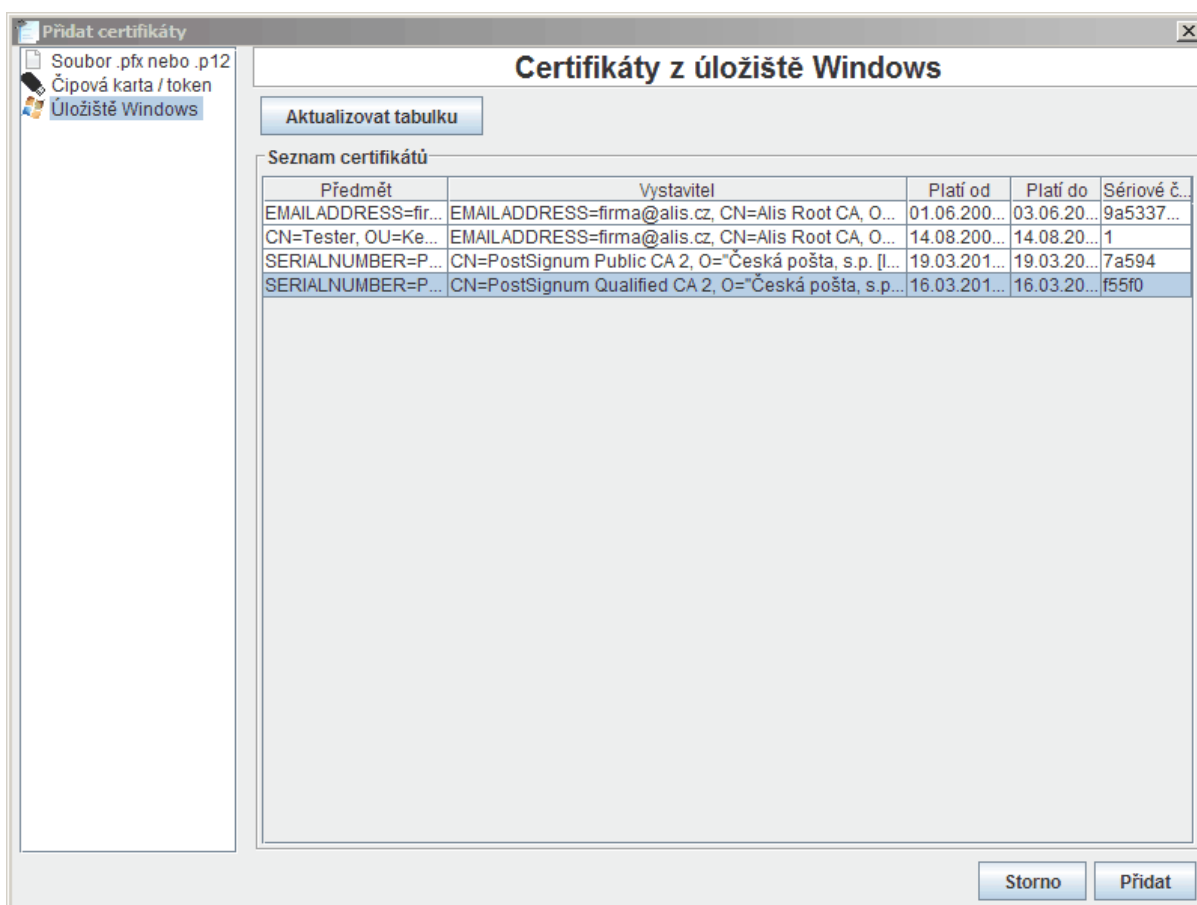 Přidat certifikáty
Soubor .pfx nebo .p12
Čipová karta / token
Úložiště Windows
Certifikáty z úložiště Windows
Aktualizovat tabulku
Seznam certifikátů
Předmět Vystavitel Platí od Platí do Sériové č...
EMAILADDRESS=fir... EMAILADDRESS=firma@alis.cz, CN=Alis Root CA, O... 01.06.200... 03.06.20... 9a5337...
CN=Tester, OU=Ke... EMAILADDRESS=firma@alis.cz, CN=Alis Root CA, O... 14.08.200... 14.08.20... 1
SERIALNUMBER=P... CN=PostSignum Public CA 2, O="Česká pošta, s.p. [I... 19.03.201... 19.03.20... 7a594
SERIALNUMBER=P... CN=PostSignum Qualified CA 2, O="Česká pošta, s.p... 16.03.201... 16.03.20... f55f0
Storno Přidat